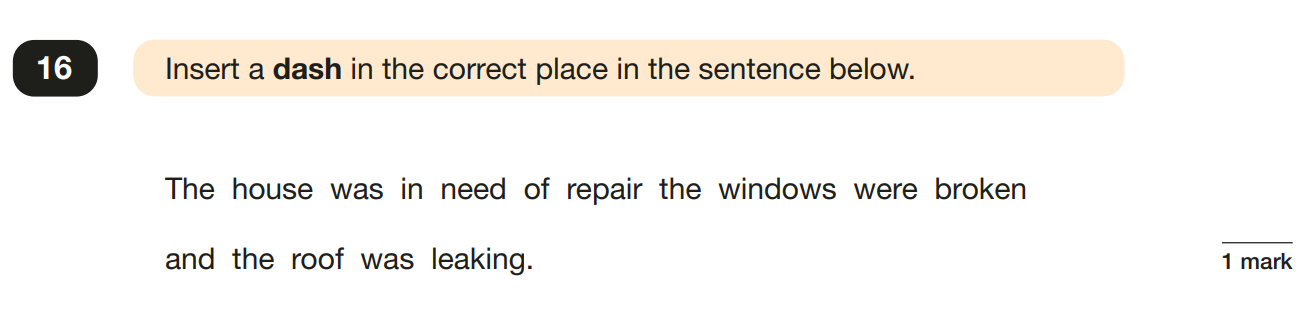 16 Insert a dash in the correct place in the sentence below.
The house was in need of repair the windows were broken
and the roof was leaking.
1 mark